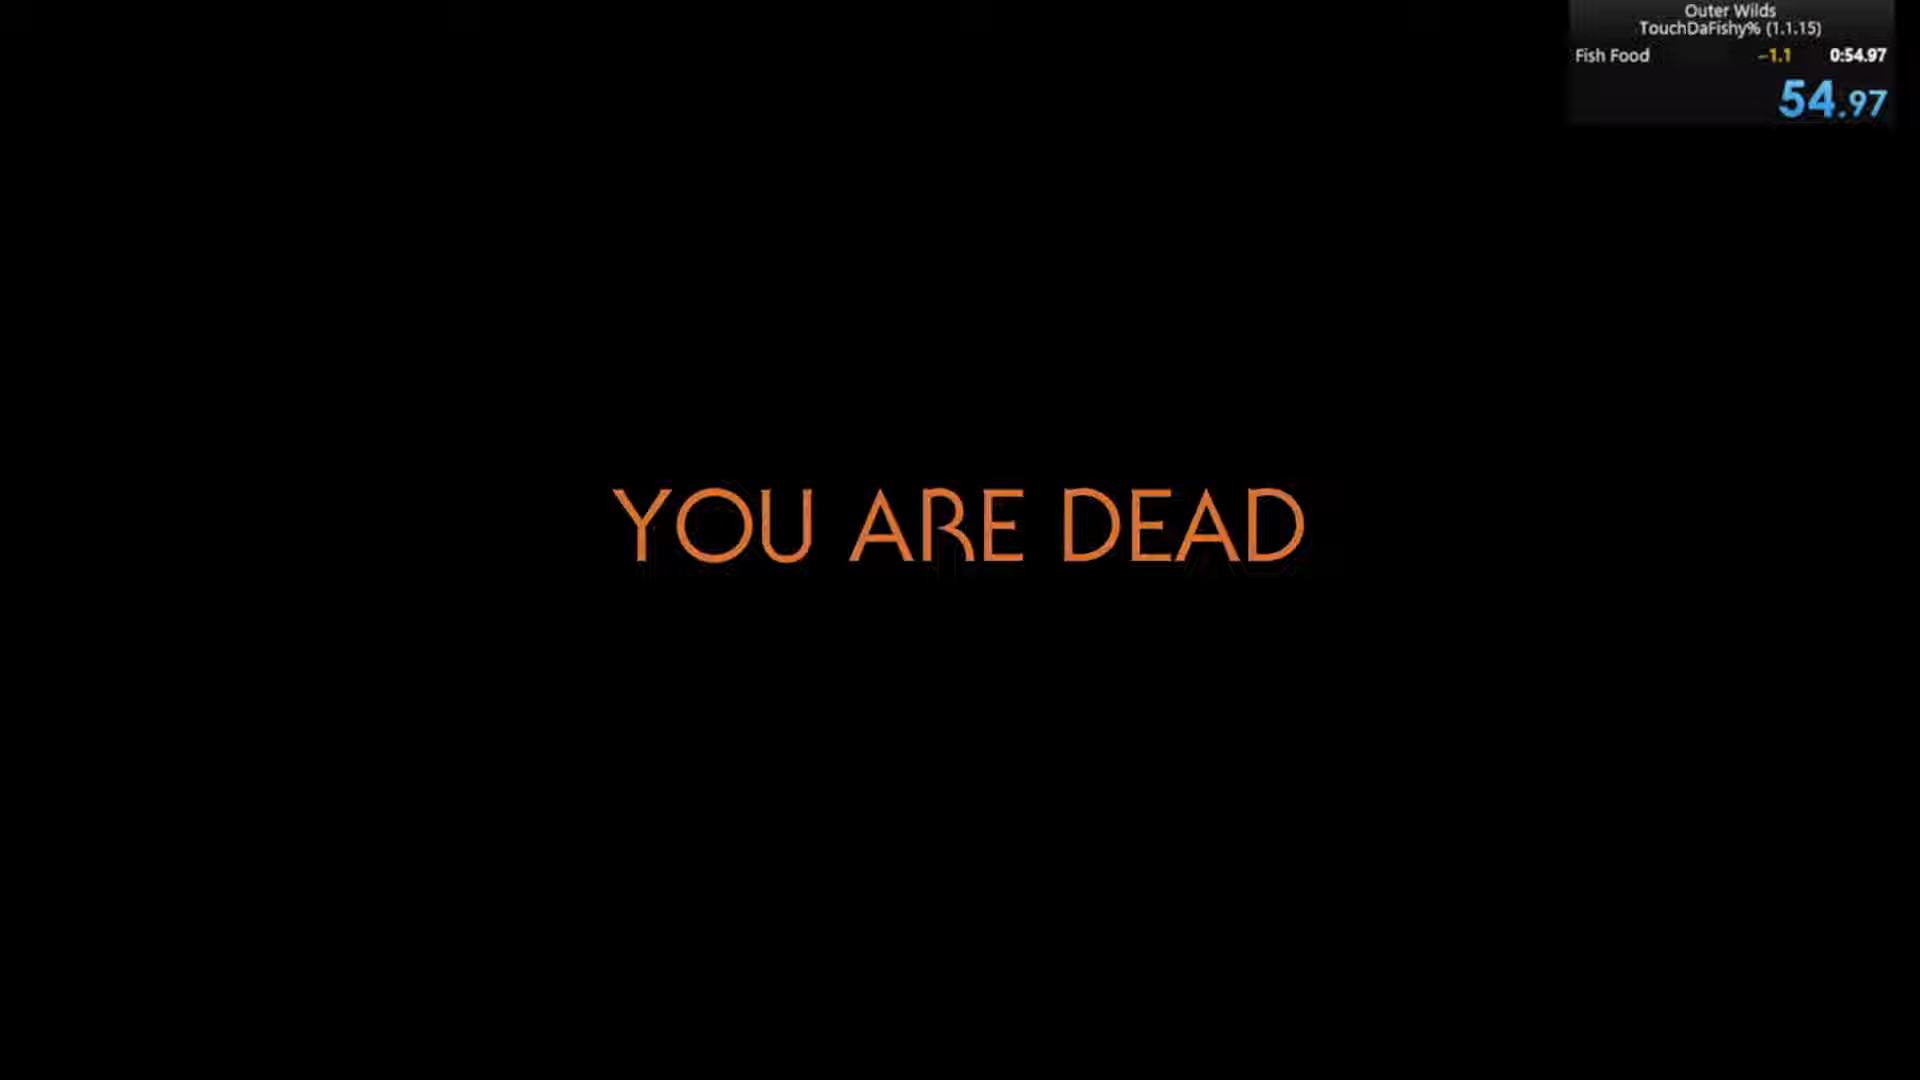 Outer Wilds
TouchDaFishy% (1.1.15)
Fish Food −1.1 0:54.97
54.97
YOU ARE DEAD